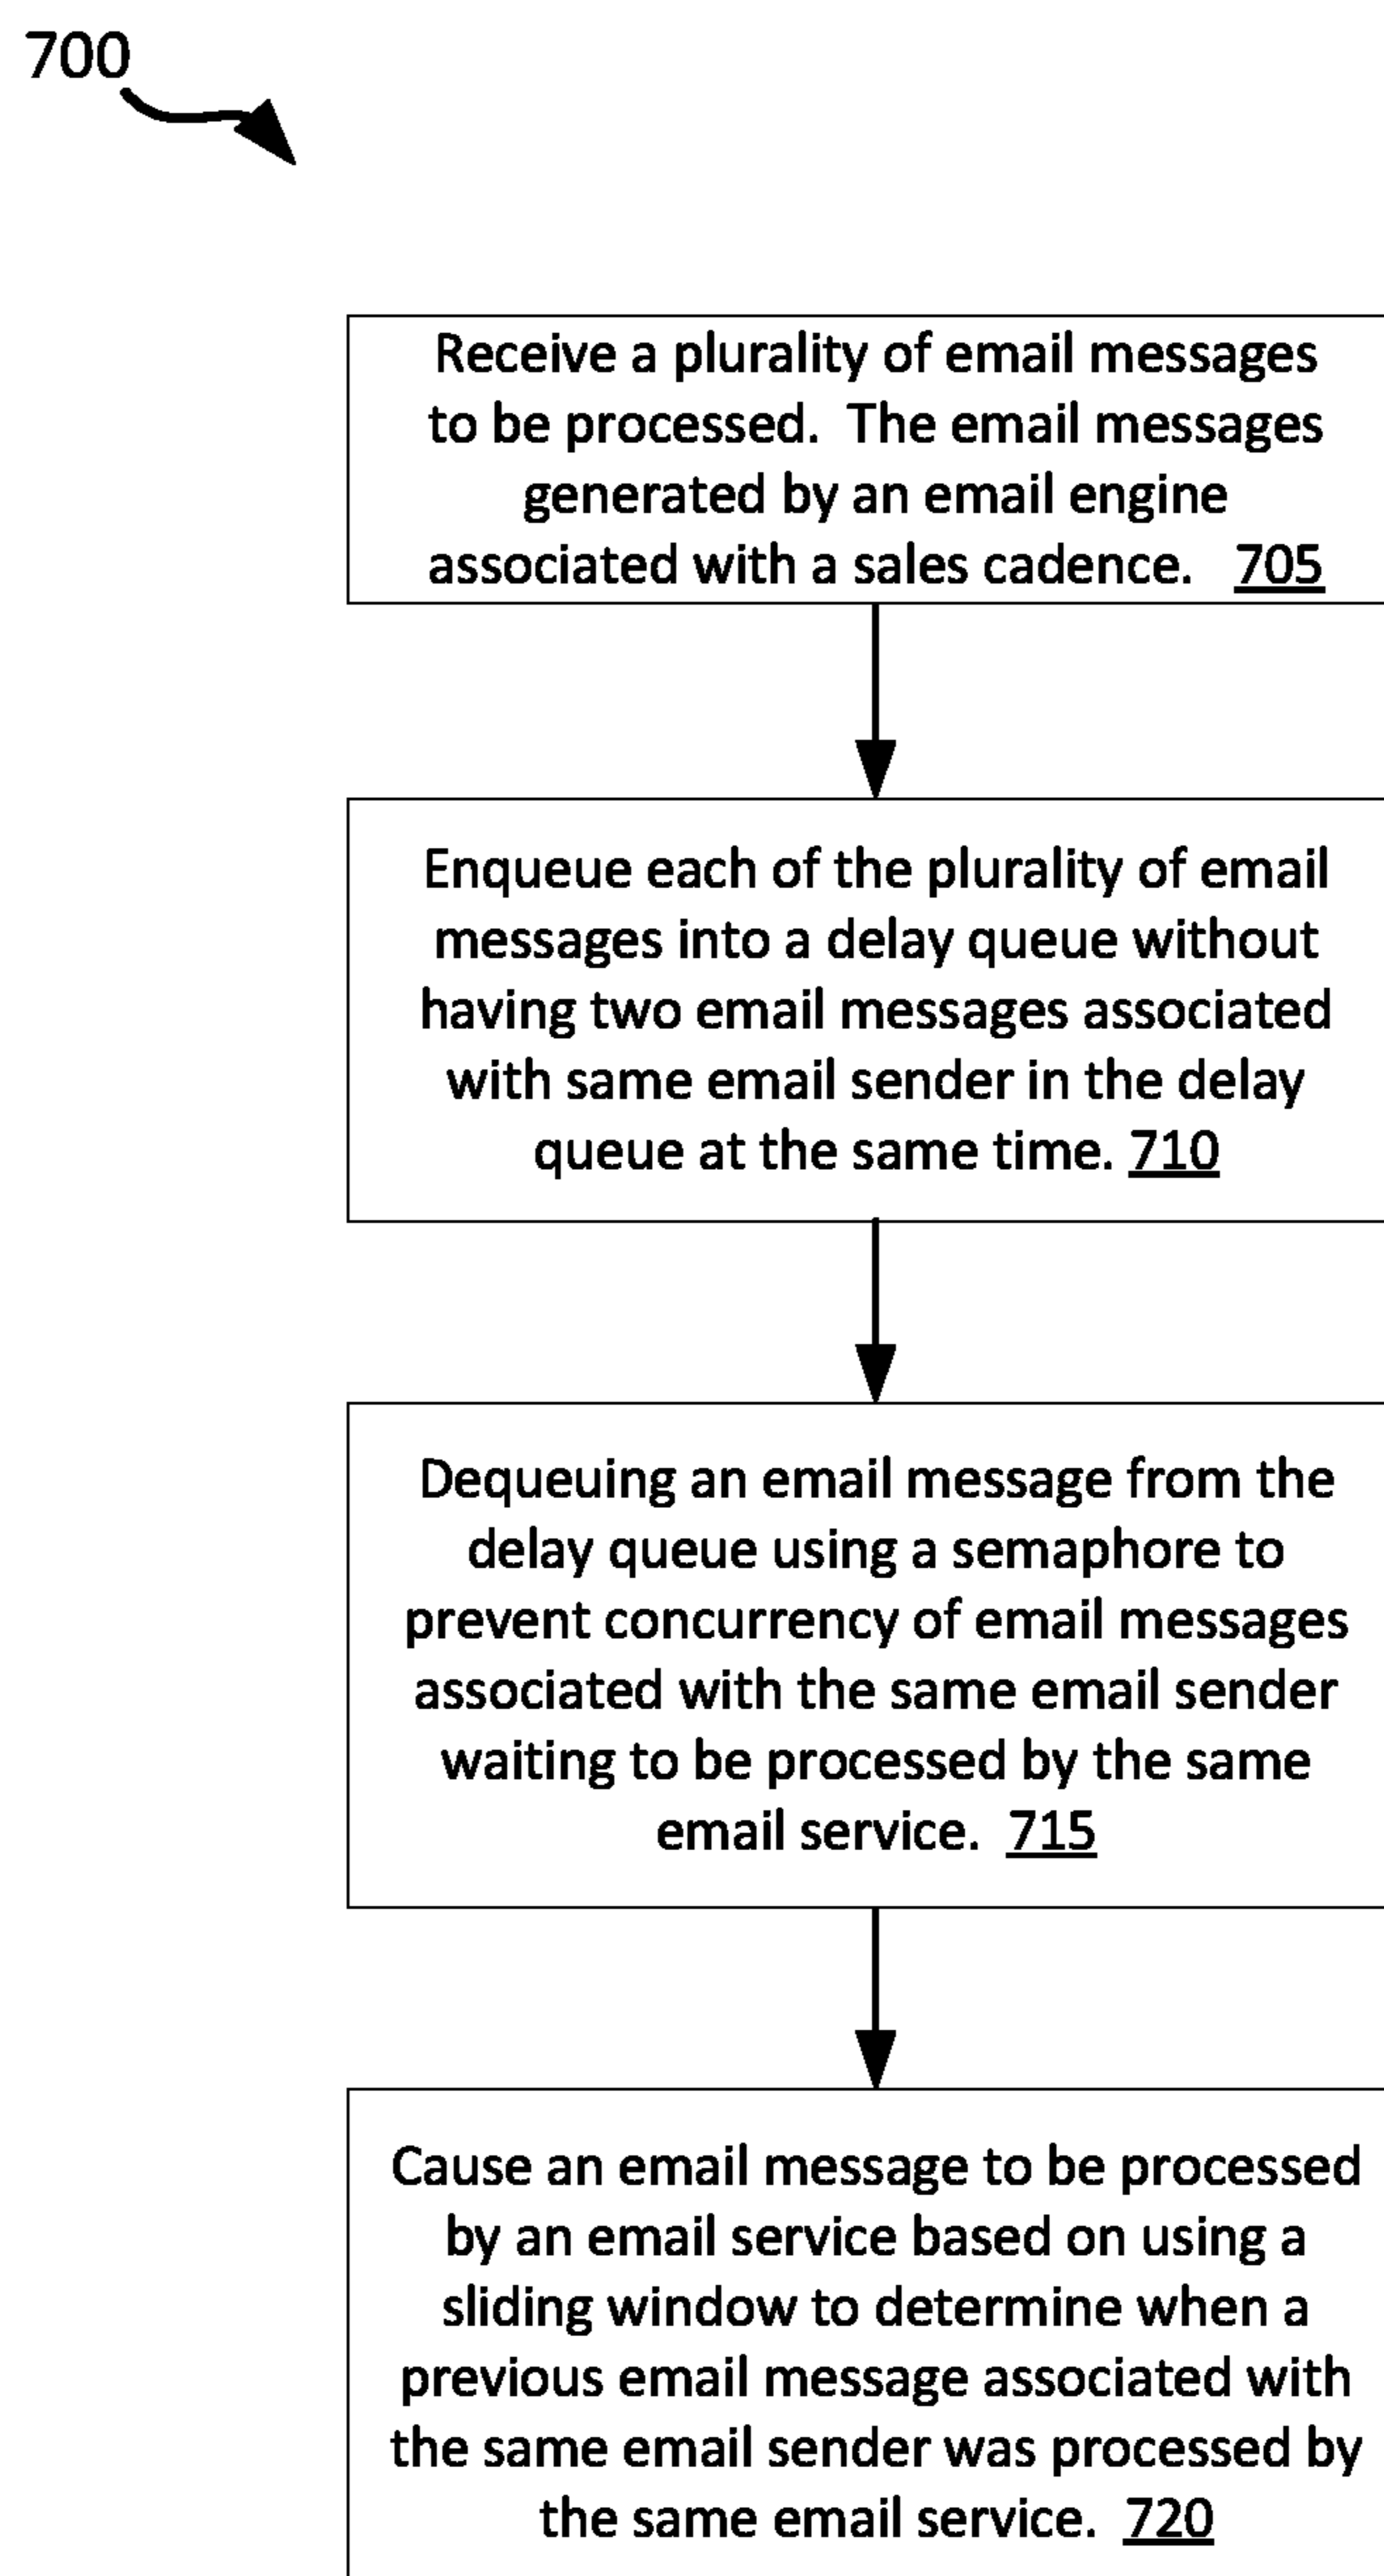 700
Receive a plurality of email messages
to be processed.  The email messages
generated by an email engine
associated with a sales cadence.  705
Enqueue each of the plurality of email
messages into a delay queue without
having two email messages associated
with same email sender in the delay
queue at the same time. 710
Dequeuing an email message from the
delay queue using a semaphore to
prevent concurrency of email messages
associated with the same email sender
waiting to be processed by the same
email service.  715
Cause an email message to be processed
by an email service based on using a
sliding window to determine when a
previous email message associated with
the same email sender was processed by
the same email service.  720